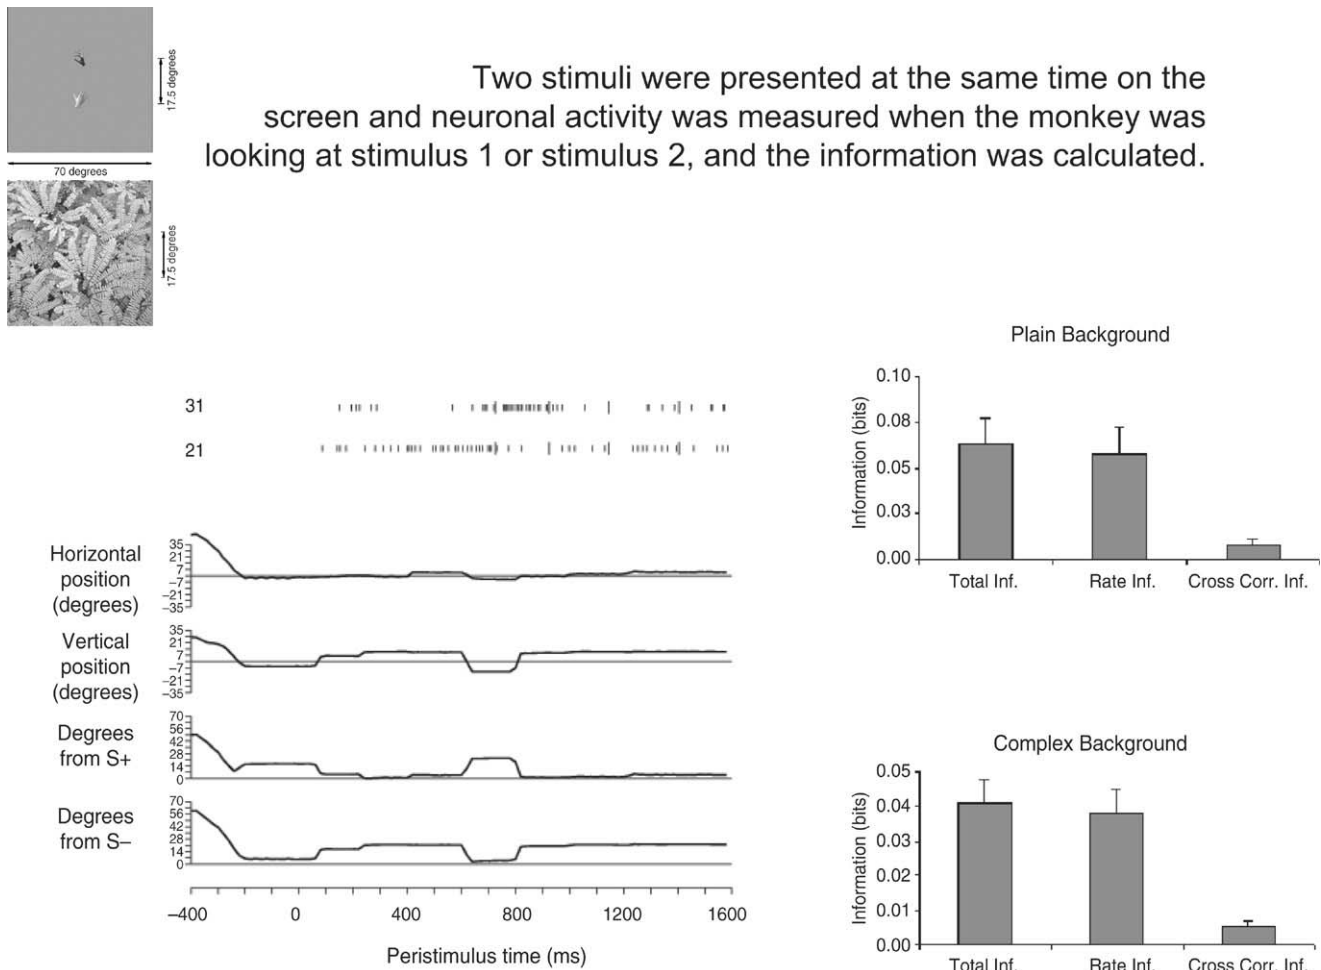 17.5 degrees
Two stimuli were presented at the same time on the
screen and neuronal activity was measured when the monkey was
looking at stimulus 1 or stimulus 2, and the information was calculated.
70 degrees
17.5 degrees
31
21
Horizontal
position
(degrees)
35
21
7
−7
−21
−35
Vertical
position
(degrees)
35
21
7
−7
−21
−35
Degrees
from S+
70
56
42
28
14
0
Degrees
from S−
70
56
42
28
14
0
−400 0 400 800 1200 1600
Peristimulus time (ms)
Plain Background
Information (bits)
0.10
0.08
0.05
0.03
0.00
Total Inf. Rate Inf. Cross Corr. Inf.
Complex Background
Information (bits)
0.05
0.04
0.03
0.02
0.01
0.00
Total Inf. Rate Inf. Cross Corr. Inf.